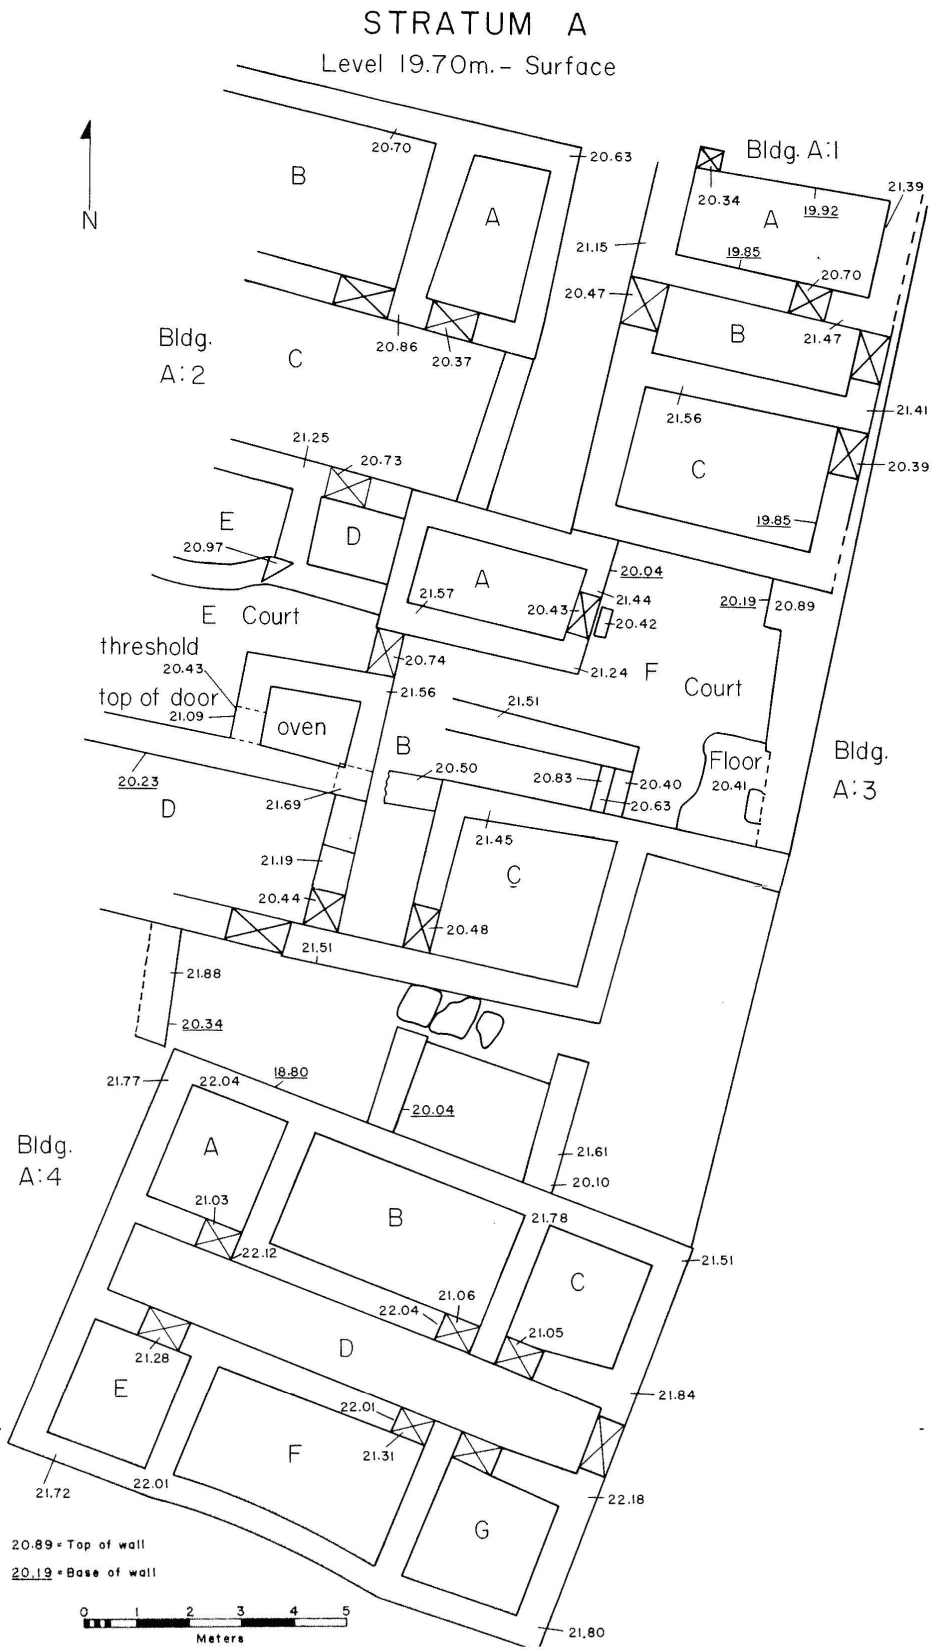 STRATUM A
Level 19.70m. - Surface
N
20.70
20.63
Bldg. A:1
B
A
20.34
19.92
21.39
A
21.15
19.85
20.70
20.47
Bldg.
A:2
20.86
20.37
C
B
21.47
21.56
21.41
21.25
20.73
C
20.39
E
D
19.85
20.97
A
20.04
21.57
20.43
21.44
20.42
20.19
20.89
E Court
threshold
20.43
20.74
21.24
F Court
top of door
21.09
21.56
21.51
oven
B
Floor
Bldg.
A:3
20.23
20.50
20.83
20.40
20.41
D
21.69
20.63
21.45
21.19
C
20.44
20.48
21.51
21.88
20.34
21.77
22.04
18.80
20.04
Bldg.
A:4
A
21.61
20.10
21.03
B
21.78
22.12
21.51
C
21.06
22.04
21.05
21.28
D
E
21.84
22.01
21.31
F
21.72
22.01
22.18
G
20.89 = Top of wall
20.19 = Base of wall
0 1 2 3 4 5
Meters
21.80